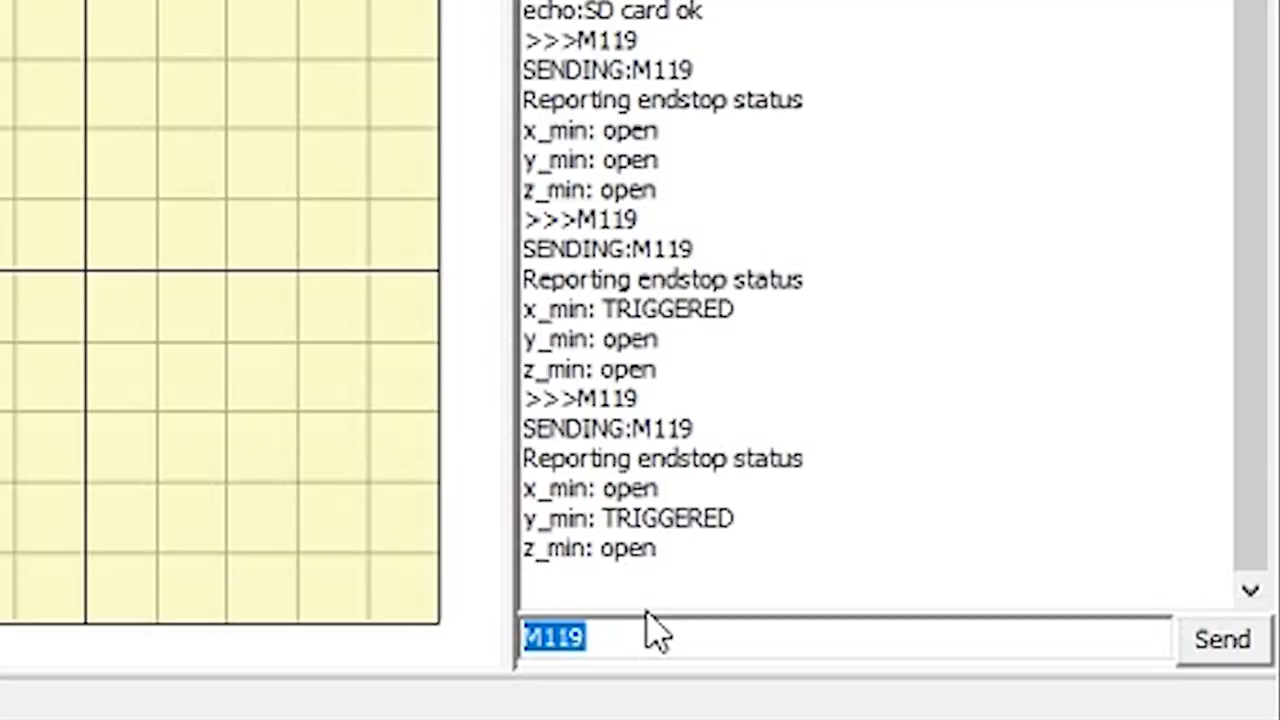 echo:SD card ok
>>>M119
SENDING:M119
Reporting endstop status
x_min: open
y_min: open
z_min: open
>>>M119
SENDING:M119
Reporting endstop status
x_min: TRIGGERED
y_min: open
z_min: open
>>>M119
SENDING:M119
Reporting endstop status
x_min: open
y_min: TRIGGERED
z_min: open
M119
Send